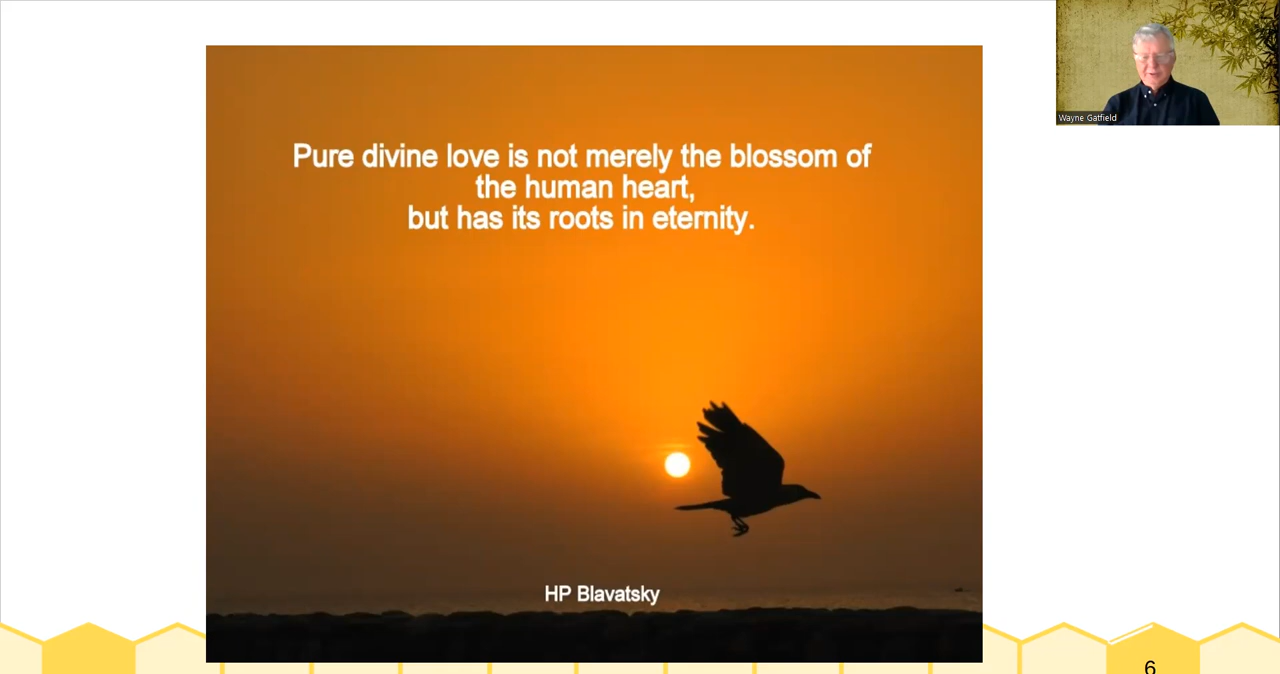 Wayne Gatfield
Pure divine love is not merely the blossom of
the human heart,
but has its roots in eternity.
HP Blavatsky
6